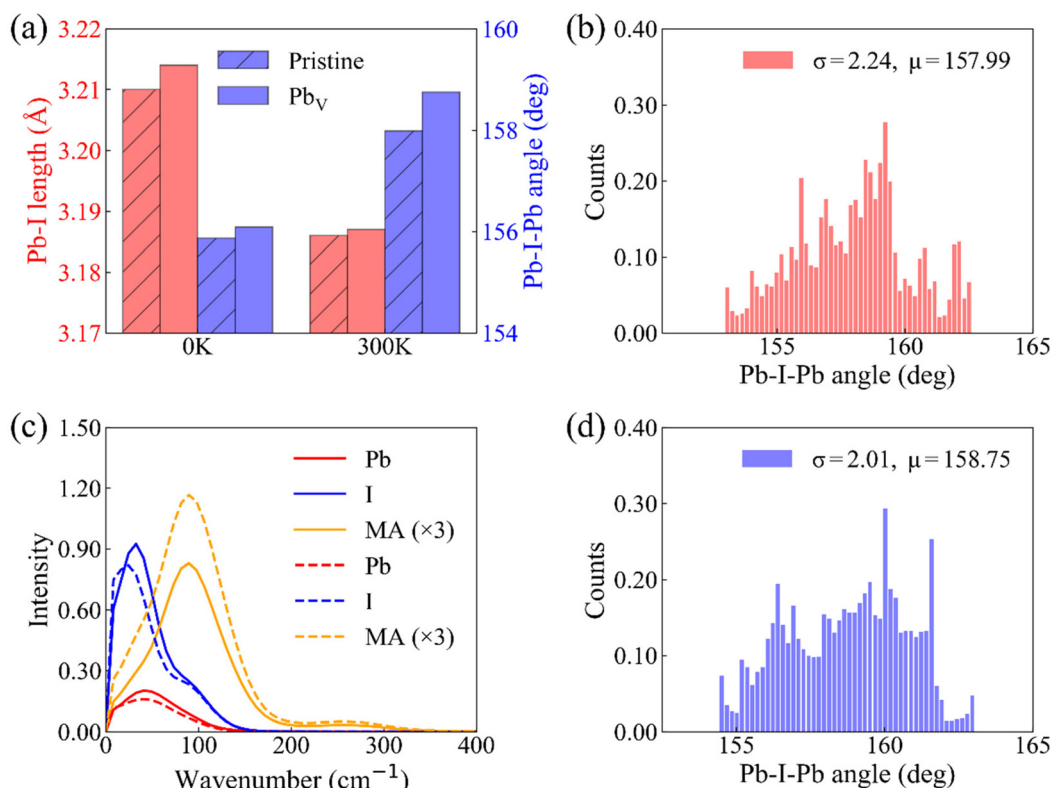 (a)
3.22
3.21
3.20
3.19
3.18
3.17
Pb-I length (Å)
Pristine
Pb_V
160
158
156
154
Pb-I-Pb angle (deg)
0K
300K
(b)
0.40
0.30
0.20
0.10
0.00
Counts
σ=2.24, μ=157.99
155
160
165
Pb-I-Pb angle (deg)
(c)
1.50
1.20
0.90
0.60
0.30
0.00
Intensity
Pb
I
MA (×3)
Pb
I
MA (×3)
0
100
200
300
400
Wavenumber (cm⁻¹)
(d)
0.40
0.30
0.20
0.10
0.00
Counts
σ=2.01, μ=158.75
155
160
165
Pb-I-Pb angle (deg)